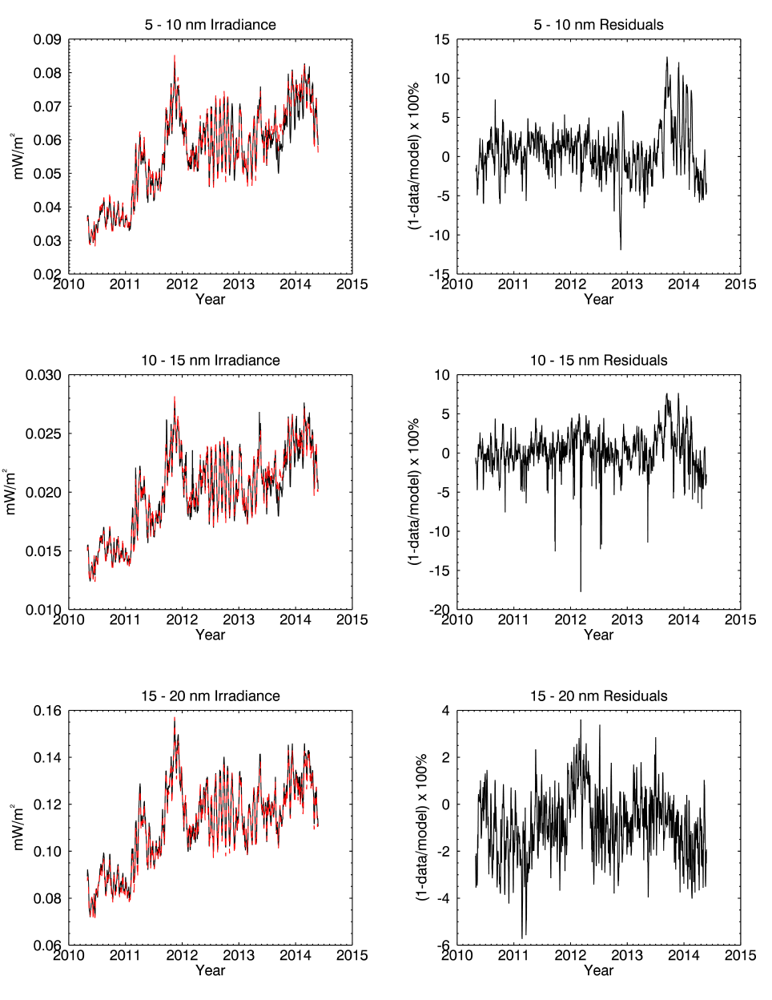 5 - 10 nm Irradiance
mW/m²
0.09
0.08
0.07
0.06
0.05
0.04
0.03
0.02
2010 2011 2012 2013 2014 2015
Year
5 - 10 nm Residuals
(1-data/model) x 100%
15
10
5
0
-5
-10
-15
2010 2011 2012 2013 2014 2015
Year
10 - 15 nm Irradiance
mW/m²
0.030
0.025
0.020
0.015
0.010
2010 2011 2012 2013 2014 2015
Year
10 - 15 nm Residuals
(1-data/model) x 100%
10
5
0
-5
-10
-15
-20
2010 2011 2012 2013 2014 2015
Year
15 - 20 nm Irradiance
mW/m²
0.16
0.14
0.12
0.10
0.08
0.06
2010 2011 2012 2013 2014 2015
Year
15 - 20 nm Residuals
(1-data/model) x 100%
4
2
0
-2
-4
-6
2010 2011 2012 2013 2014 2015
Year